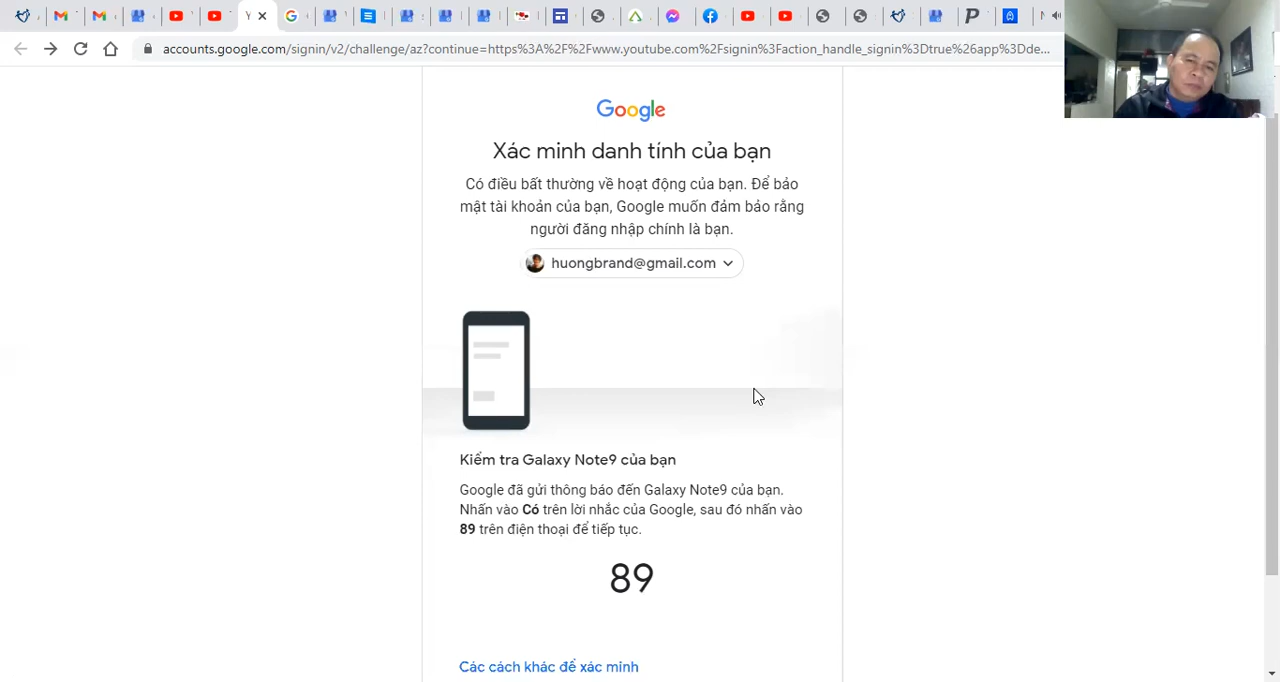 accounts.google.com/signin/v2/challenge/az?continue=https%3A%2F%2Fwww.youtube.com%2Fsignin%3Faction_handle_signin%3Dtrue%26app%3Dde...
Google
Xác minh danh tính của bạn
Có điều bất thường về hoạt động của bạn. Để bảo
mật tài khoản của bạn, Google muốn đảm bảo rằng
người đăng nhập chính là bạn.
huongbrand@gmail.com
Kiểm tra Galaxy Note9 của bạn
Google đã gửi thông báo đến Galaxy Note9 của bạn.
Nhấn vào Có trên lời nhắc của Google, sau đó nhấn vào
89 trên điện thoại để tiếp tục.
89
Các cách khác để xác minh